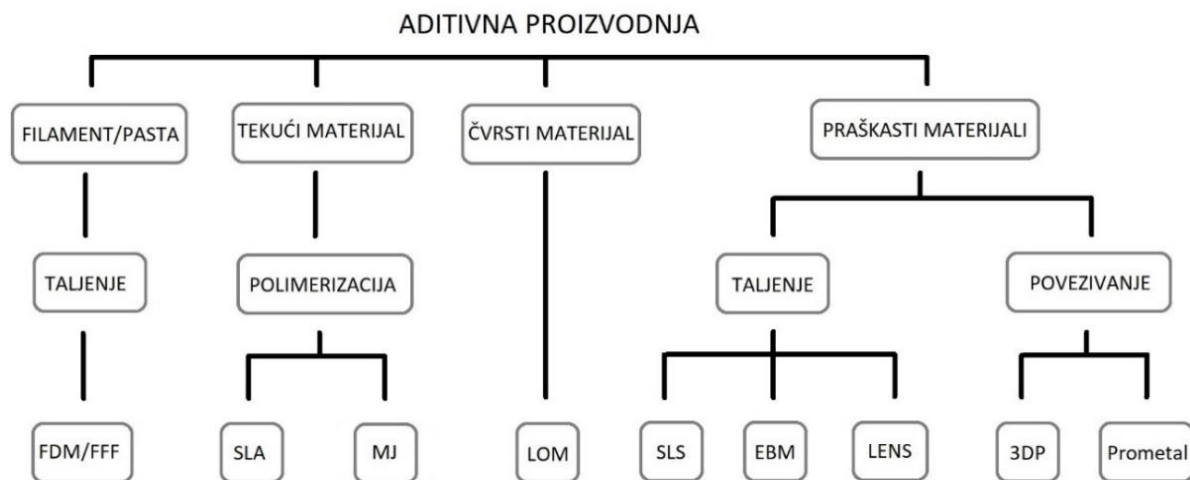 ADITIVNA PROIZVODNJA
FILAMENT/PASTA
TEKUĆI MATERIJAL
ČVRSTI MATERIJAL
PRAŠKASTI MATERIJALI
TALJENJE
POLIMERIZACIJA
TALJENJE
POVEZIVANJE
FDM/FFF
SLA
MJ
LOM
SLS
EBM
LENS
3DP
Prometal